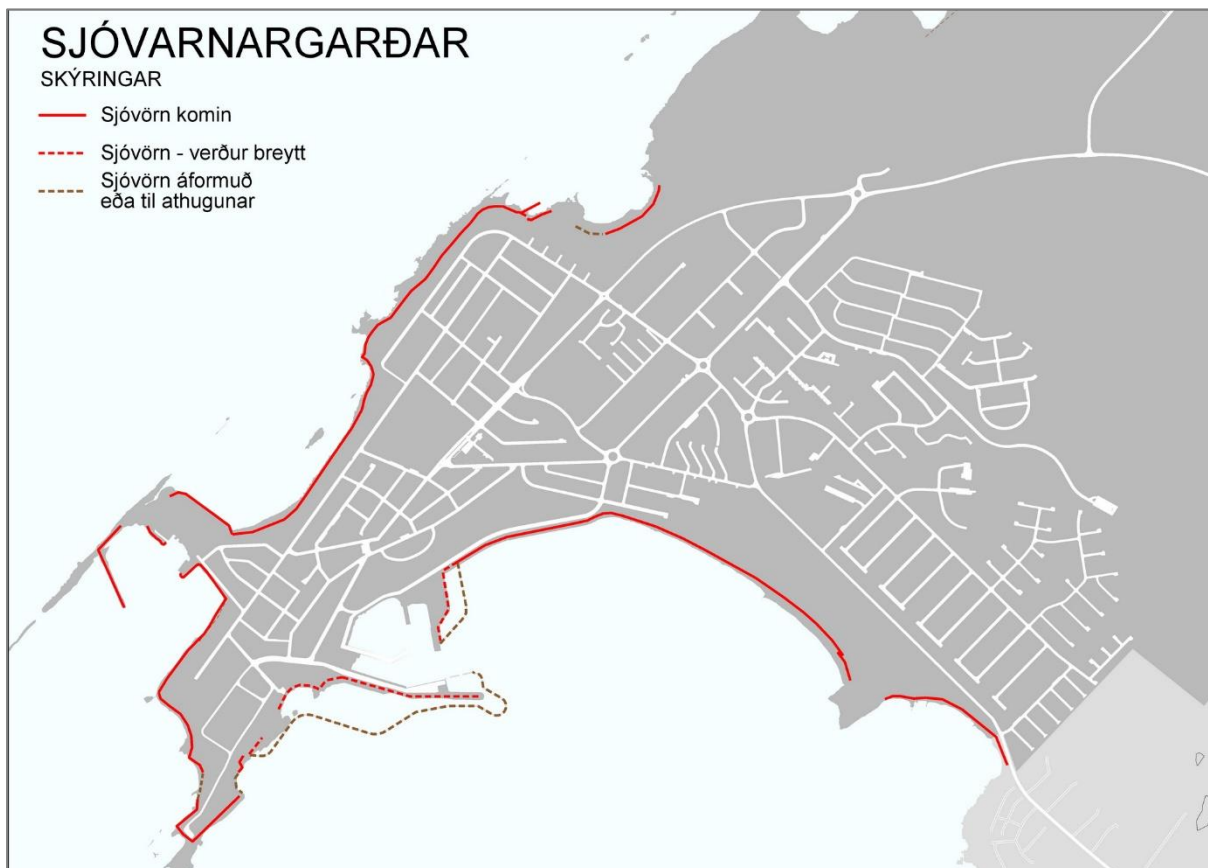 SJÓVARNARGARÐAR
SKÝRINGAR
Sjóvörn komin
Sjóvörn - verður breytt
Sjóvörn áformuð
eða til athugunar